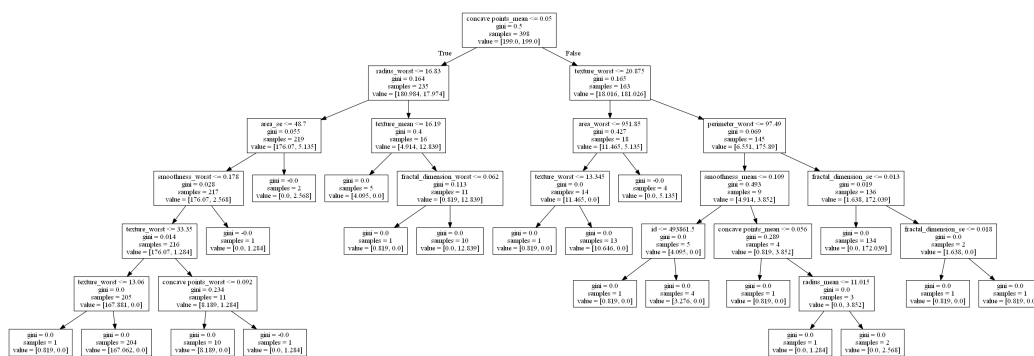 concave points_mean <= 0.05
gini = 0.5
samples = 398
value = [199.0, 199.0]
True
False
radius_worst <= 16.83
gini = 0.164
samples = 235
value = [180.984, 17.974]
texture_worst <= 20.875
gini = 0.165
samples = 163
value = [18.016, 181.026]
area_se <= 48.7
gini = 0.055
samples = 219
value = [176.07, 5.135]
texture_mean <= 16.19
gini = 0.4
samples = 16
value = [4.914, 12.839]
area_worst <= 951.85
gini = 0.427
samples = 18
value = [11.465, 5.135]
perimeter_worst <= 97.49
gini = 0.069
samples = 145
value = [6.551, 175.89]
smoothness_worst <= 0.178
gini = 0.028
samples = 217
value = [176.07, 2.568]
gini = -0.0
samples = 2
value = [0.0, 2.568]
gini = 0.0
samples = 5
value = [4.095, 0.0]
fractal_dimension_worst <= 0.062
gini = 0.113
samples = 11
value = [0.819, 12.839]
texture_worst <= 13.345
gini = 0.0
samples = 14
value = [11.465, 0.0]
gini = -0.0
samples = 4
value = [0.0, 5.135]
smoothness_mean <= 0.109
gini = 0.493
samples = 9
value = [4.914, 3.852]
fractal_dimension_se <= 0.013
gini = 0.019
samples = 136
value = [1.638, 172.039]
texture_worst <= 33.35
gini = 0.014
samples = 216
value = [176.07, 1.284]
gini = -0.0
samples = 1
value = [0.0, 1.284]
gini = 0.0
samples = 1
value = [0.819, 0.0]
gini = 0.0
samples = 10
value = [0.0, 12.839]
gini = 0.0
samples = 1
value = [0.819, 0.0]
gini = 0.0
samples = 13
value = [10.646, 0.0]
id <= 493861.5
gini = 0.0
samples = 5
value = [4.095, 0.0]
concave points_mean <= 0.056
gini = 0.289
samples = 4
value = [0.819, 3.852]
gini = 0.0
samples = 134
value = [0.0, 172.039]
fractal_dimension_se <= 0.018
gini = 0.0
samples = 2
value = [1.638, 0.0]
texture_worst <= 13.06
gini = 0.0
samples = 205
value = [167.881, 0.0]
concave points_worst <= 0.092
gini = 0.234
samples = 11
value = [8.189, 1.284]
gini = 0.0
samples = 1
value = [0.819, 0.0]
gini = 0.0
samples = 4
value = [3.276, 0.0]
gini = 0.0
samples = 1
value = [0.819, 0.0]
radius_mean <= 11.015
gini = 0.0
samples = 3
value = [0.0, 3.852]
gini = 0.0
samples = 1
value = [0.819, 0.0]
gini = 0.0
samples = 1
value = [0.819, 0.0]
gini = 0.0
samples = 1
value = [0.819, 0.0]
gini = 0.0
samples = 204
value = [167.062, 0.0]
gini = 0.0
samples = 10
value = [8.189, 0.0]
gini = -0.0
samples = 1
value = [0.0, 1.284]
gini = 0.0
samples = 1
value = [0.0, 1.284]
gini = 0.0
samples = 2
value = [0.0, 2.568]